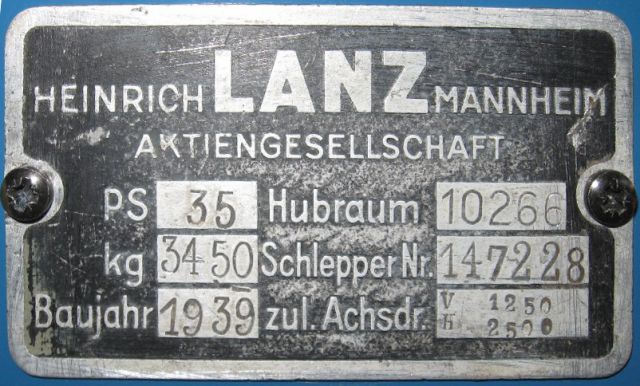 HEINRICH LANZ MANNHEIM
AKTIENGESELLSCHAFT
PS 35 Hubraum 10266
kg 3450 Schlepper Nr. 147228
Baujahr 1939 zul. Achsdr. V 1250
H 2500